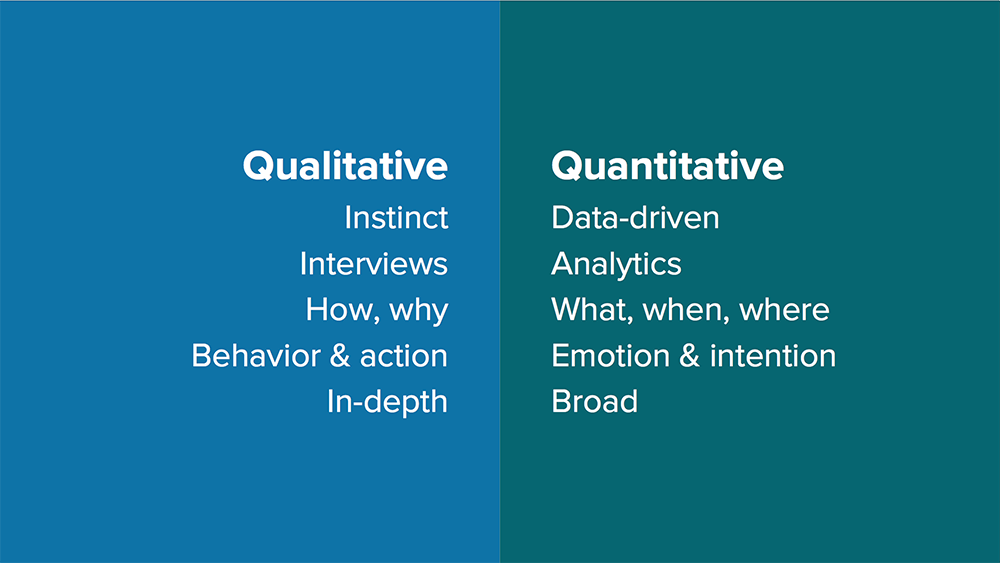 Qualitative
Instinct
Interviews
How, why
Behavior & action
In-depth
Quantitative
Data-driven
Analytics
What, when, where
Emotion & intention
Broad